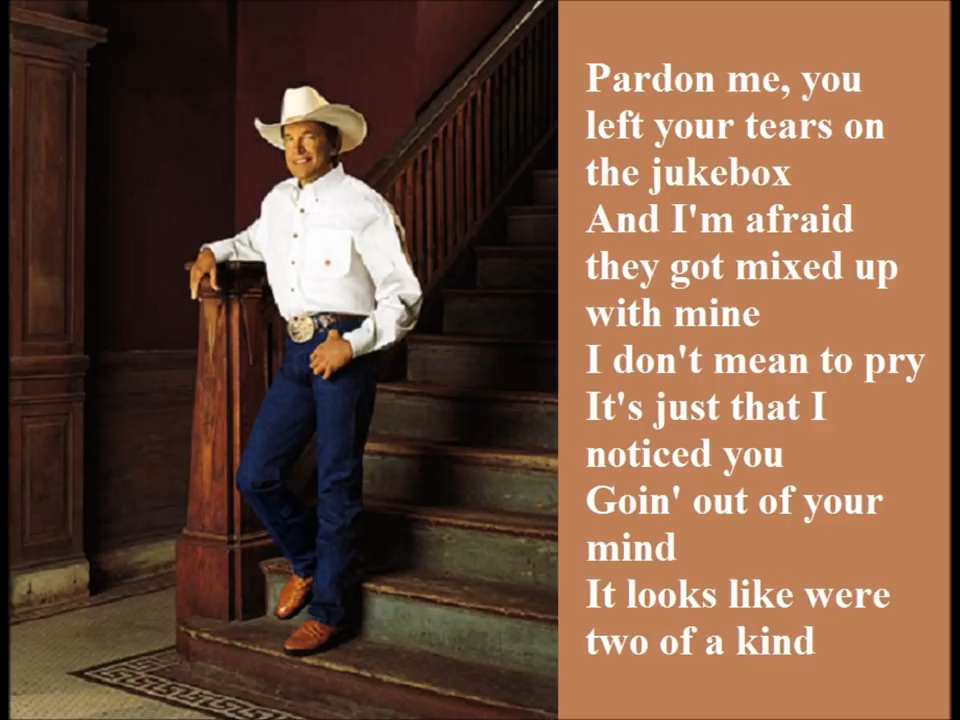 Pardon me, you
left your tears on
the jukebox
And I'm afraid
they got mixed up
with mine
I don't mean to pry
It's just that I
noticed you
Goin' out of your
mind
It looks like were
two of a kind